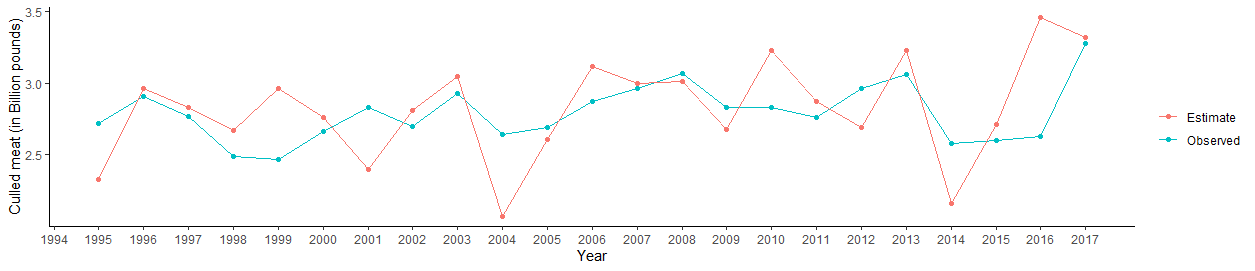 Culled meat (in Billion pounds)
3.5
3.0
2.5
1994 1995 1996 1997 1998 1999 2000 2001 2002 2003 2004 2005 2006 2007 2008 2009 2010 2011 2012 2013 2014 2015 2016 2017
Year
Estimate
Observed